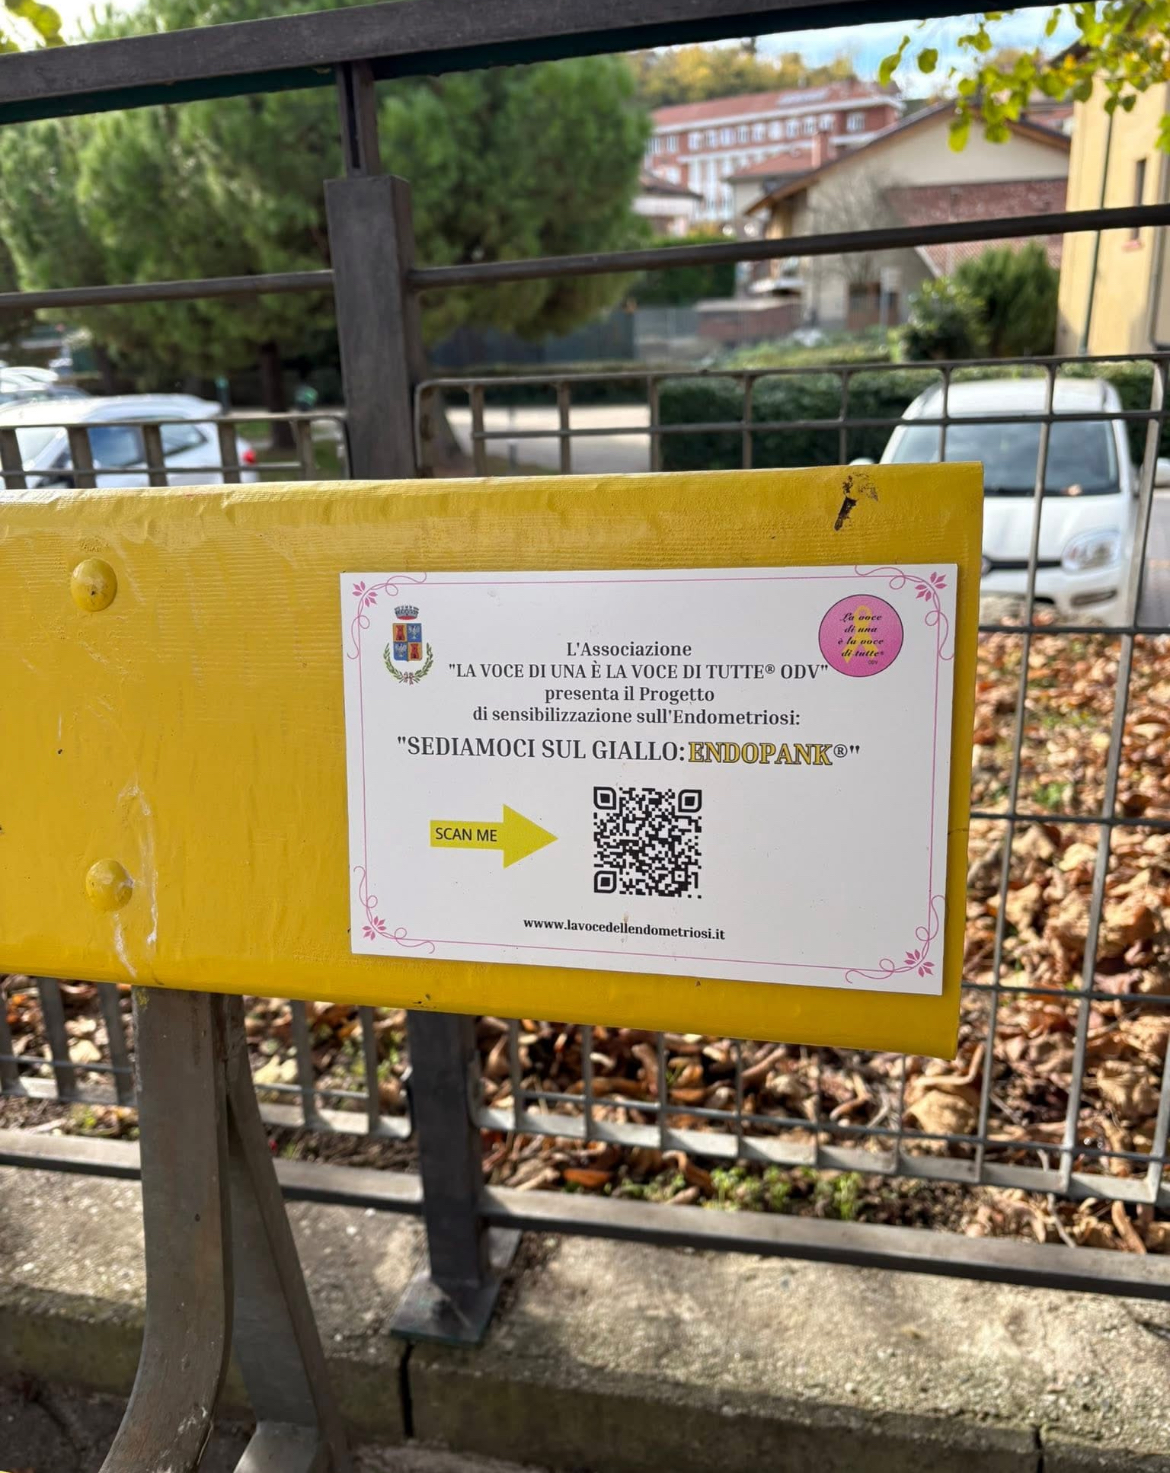 La voce
di una
è la voce
di tutte®
ODV
L'Associazione
"LA VOCE DI UNA È LA VOCE DI TUTTE® ODV"
presenta il Progetto
di sensibilizzazione sull'Endometriosi:
"SEDIAMOCI SUL GIALLO: ENDOPANK®"
SCAN ME
www.lavocedellendometriosi.it